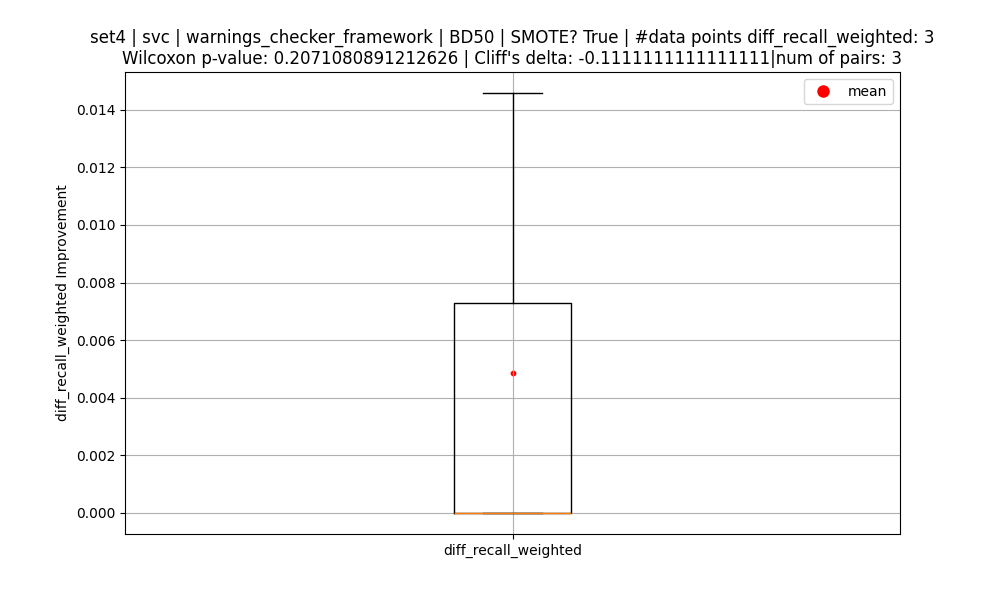 set4 | svc | warnings_checker_framework | BD50 | SMOTE? True | #data points diff_recall_weighted: 3
Wilcoxon p-value: 0.2071080891212626 | Cliff's delta: -0.1111111111111111|num of pairs: 3
mean
0.014
0.012
0.010
0.008
0.006
0.004
0.002
0.000
diff_recall_weighted Improvement
diff_recall_weighted